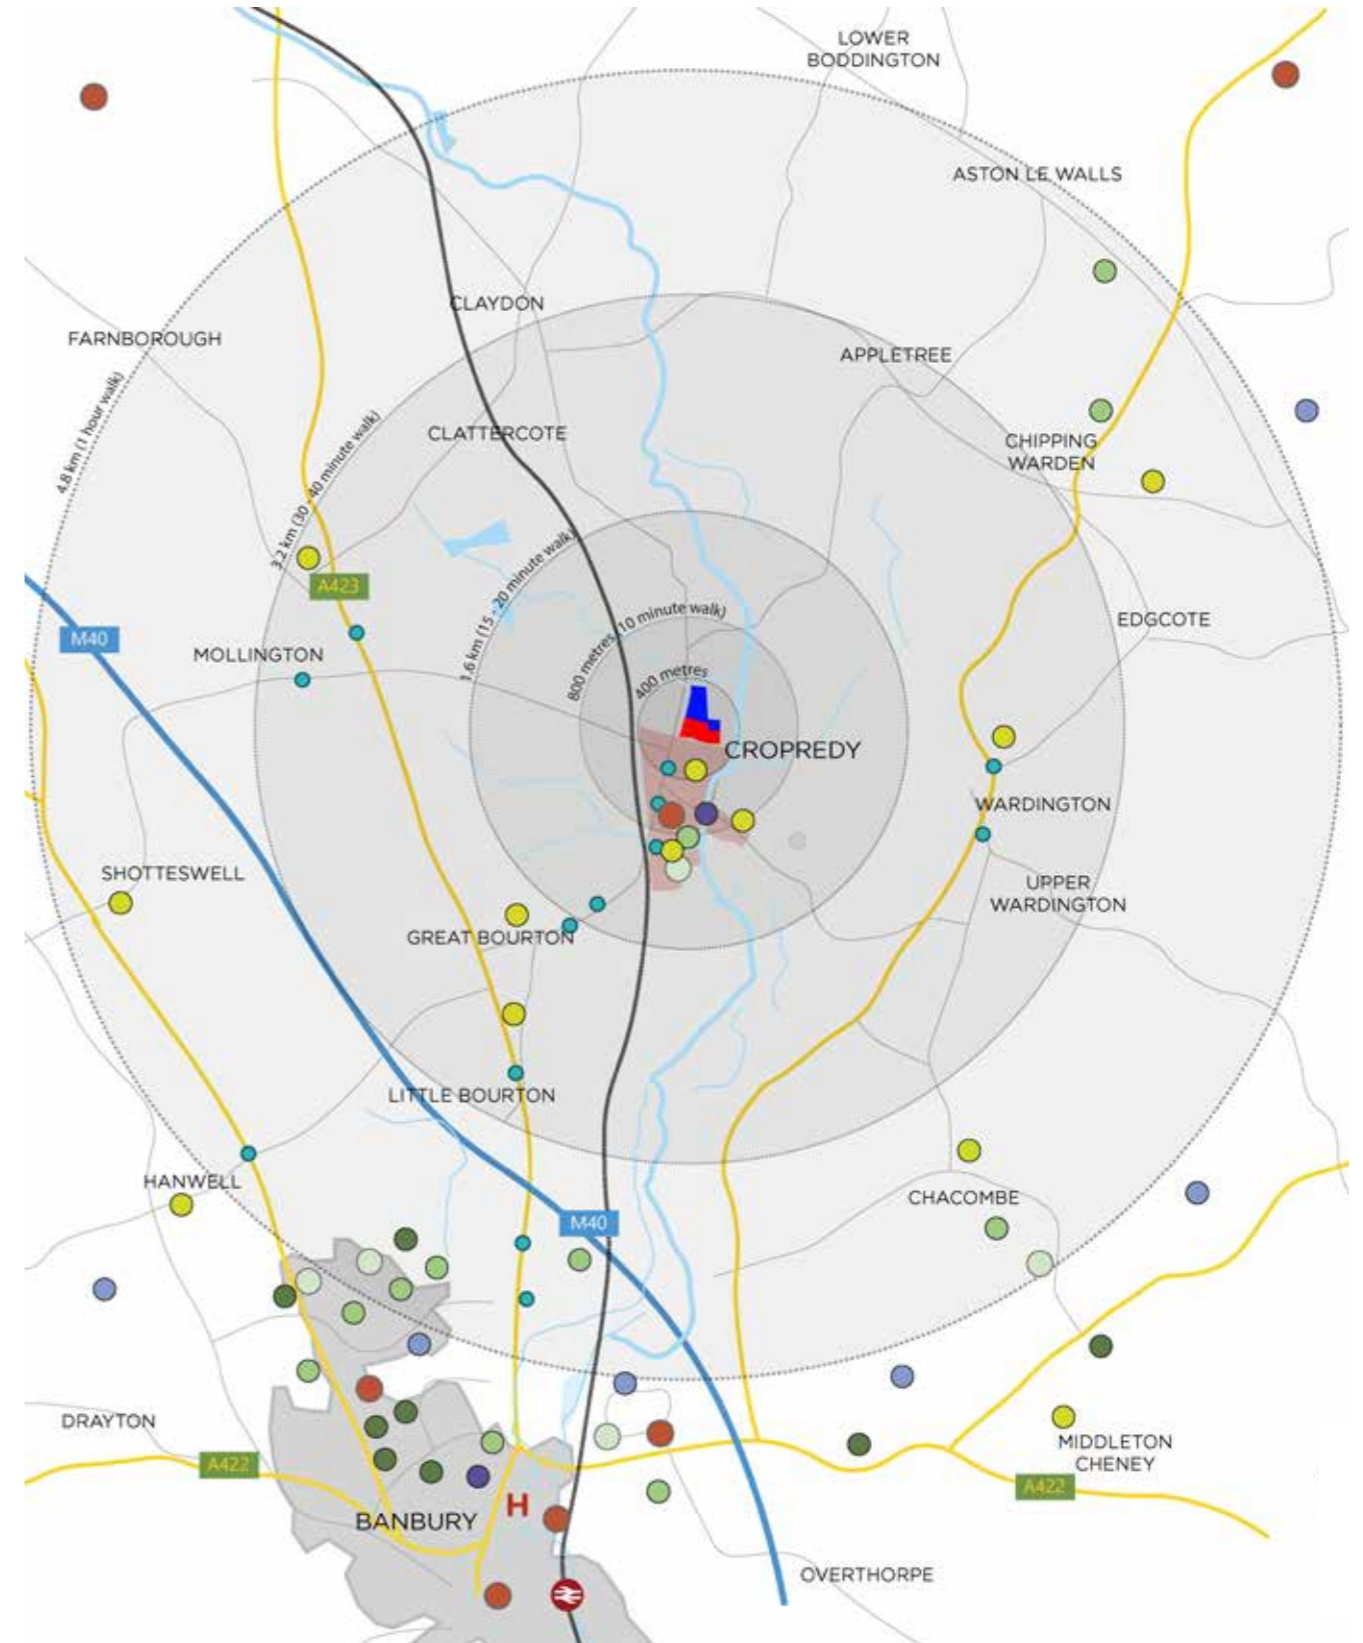 LOWER
BODDINGTON
ASTON LE WALLS
CLAYDON
FARNBOROUGH
APPLETREE
4.8 km (1 hour walk)
3.2 km (30 - 40 minute walk)
CLATTERCOTE
CHIPPING
WARDEN
1.6 km (15 - 20 minute walk)
A423
800 metres (10 minute walk)
EDGCOTE
M40
MOLLINGTON
400 metres
CROPREDY
WARDINGTON
SHOTTESWELL
UPPER
WARDINGTON
GREAT BOURTON
LITTLE BOURTON
HANWELL
CHACOMBE
M40
DRAYTON
MIDDLETON
CHENEY
A422
A422
H
BANBURY
OVERTHORPE